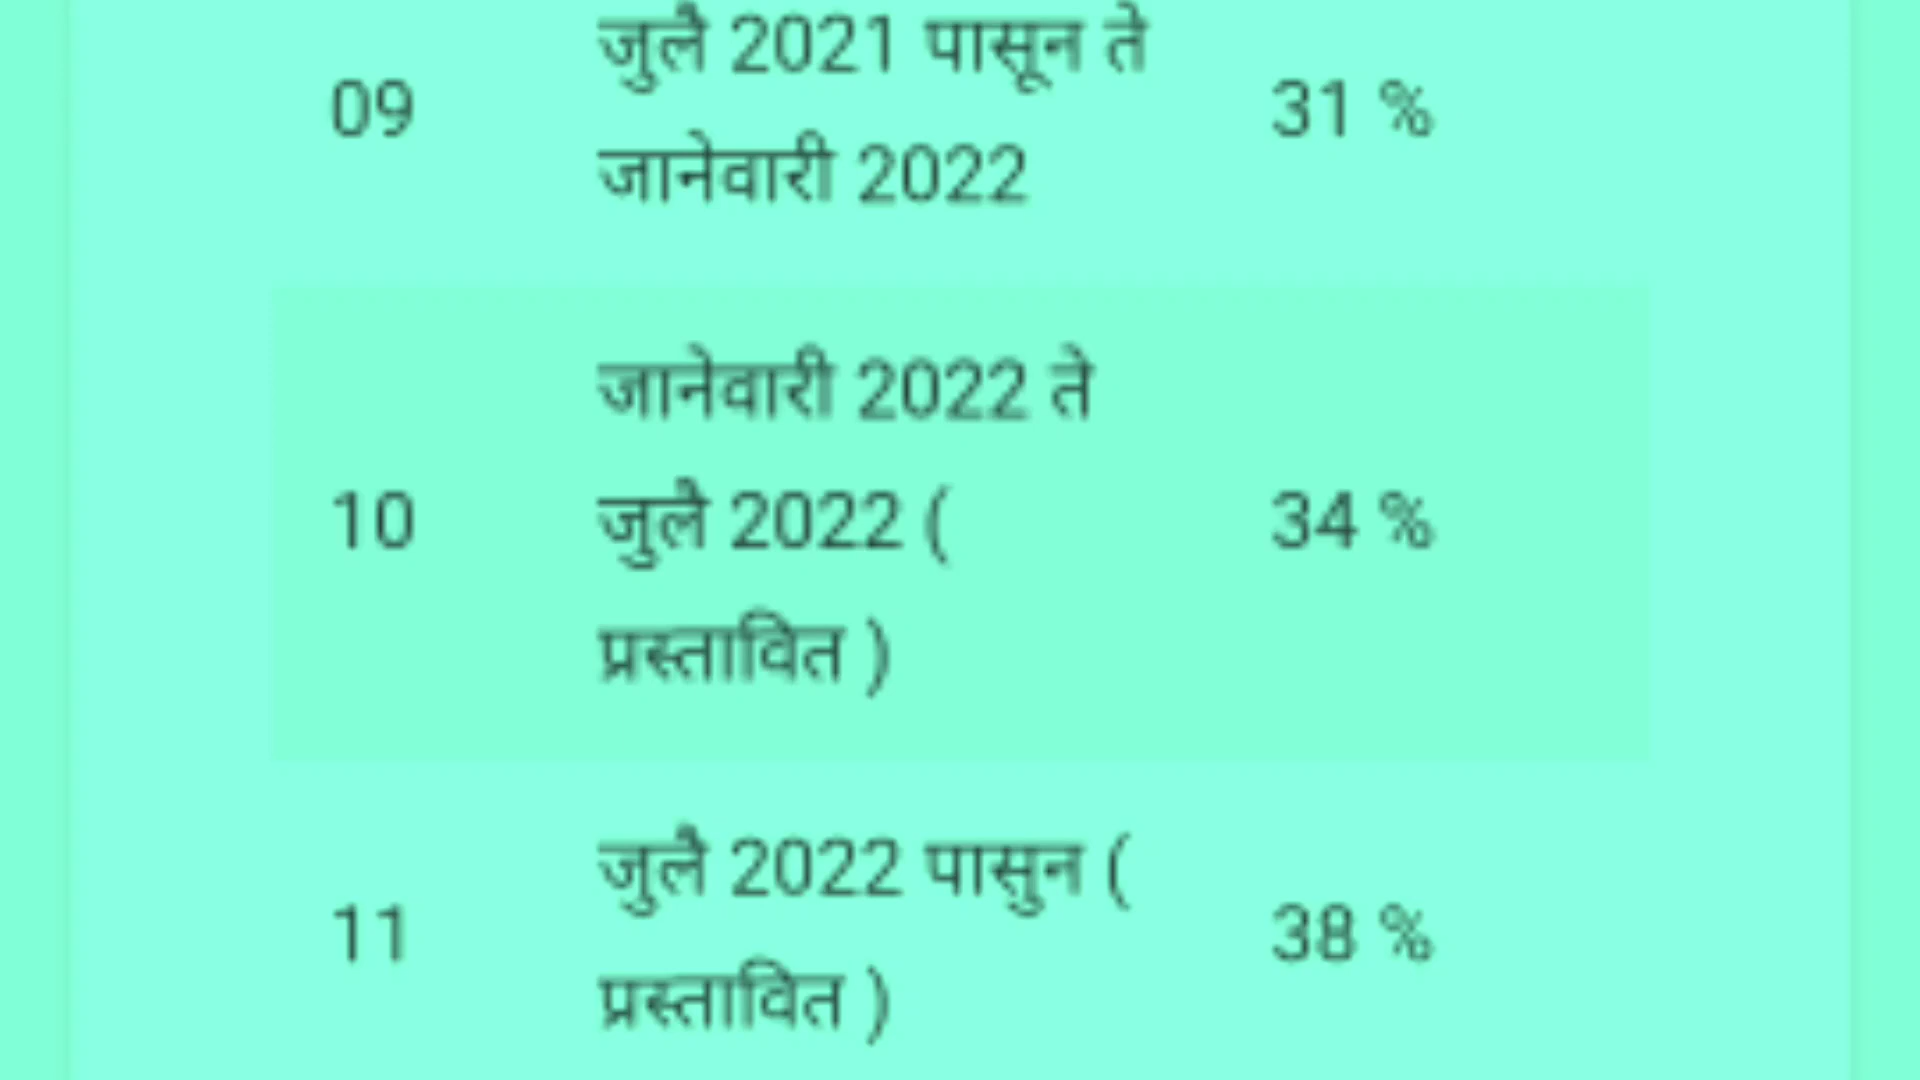 09 जुलै 2021 पासून ते 31 %
जानेवारी 2022
जानेवारी 2022 ते
10 जुलै 2022 ( 34 %
प्रस्तावित )
11 जुलै 2022 पासुन ( 38 %
प्रस्तावित )